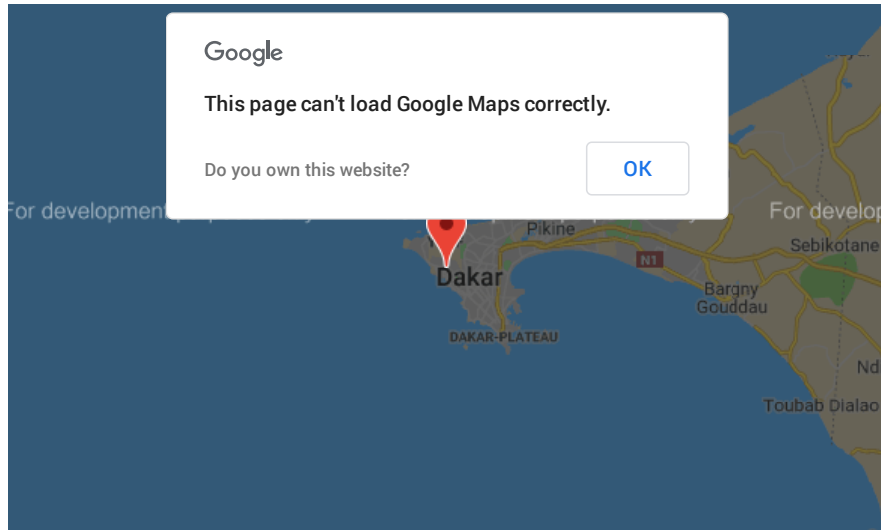 Google
This page can't load Google Maps correctly.
Do you own this website?
OK
For development
For develop
Pikine
Sebikotane
N1
Dakar
Bargny
Gouddau
DAKAR-PLATEAU
Nd
Toubab Dialao